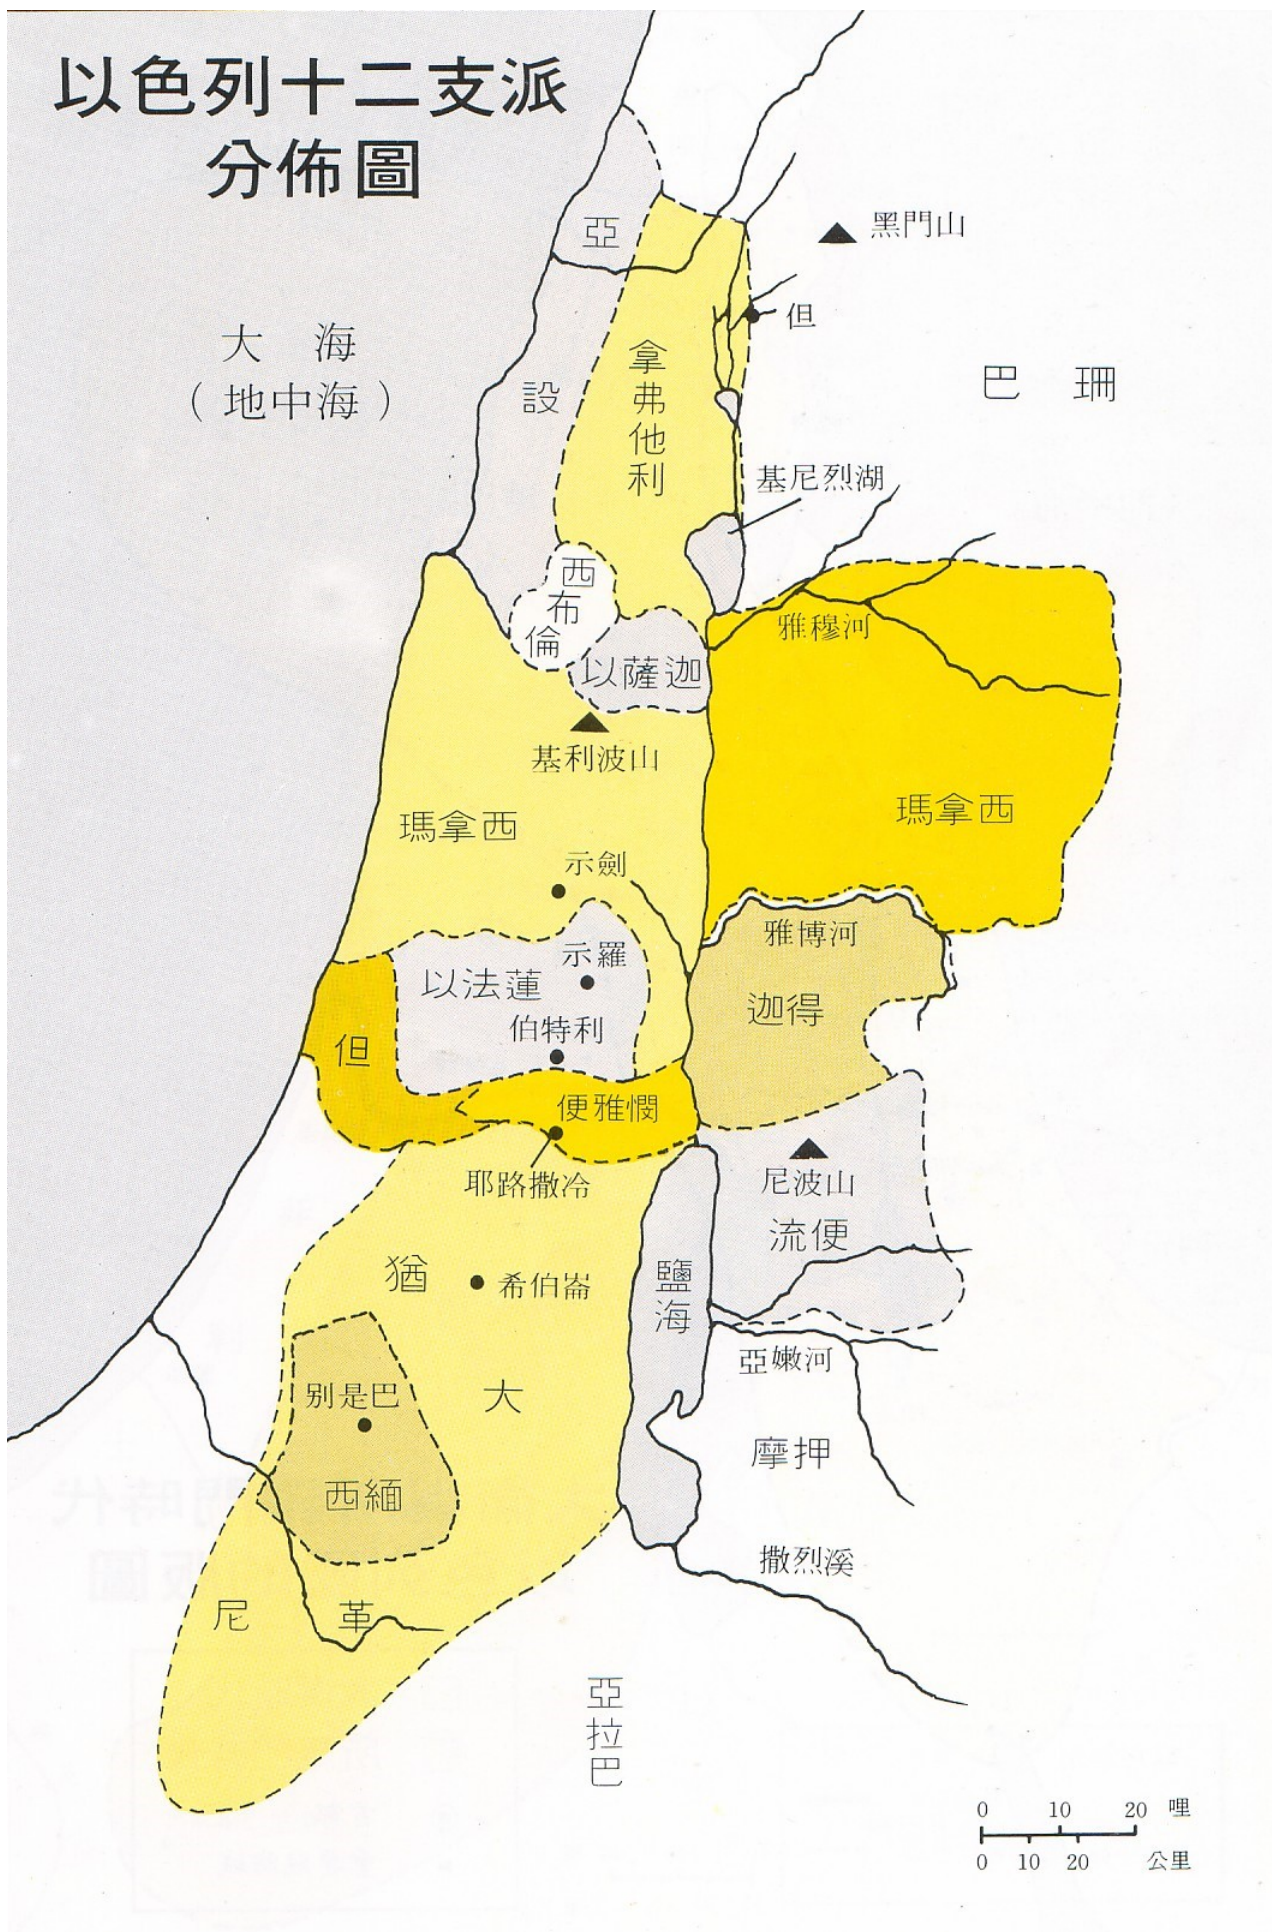 以色列十二支派
分佈圖
亞設
黑門山
但
大海
(地中海)
拿弗他利
巴珊
基尼烈湖
西布倫
以薩迦
雅穆河
基利波山
瑪拿西
瑪拿西
示劍
雅博河
示羅
以法蓮
迦得
伯特利
但
便雅憫
耶路撒冷
尼波山
流便
猶大
希伯崙
鹽海
亞嫩河
別是巴
摩押
西緬
撒烈溪
尼革
亞拉巴
0 10 20 哩
0 10 20 公里